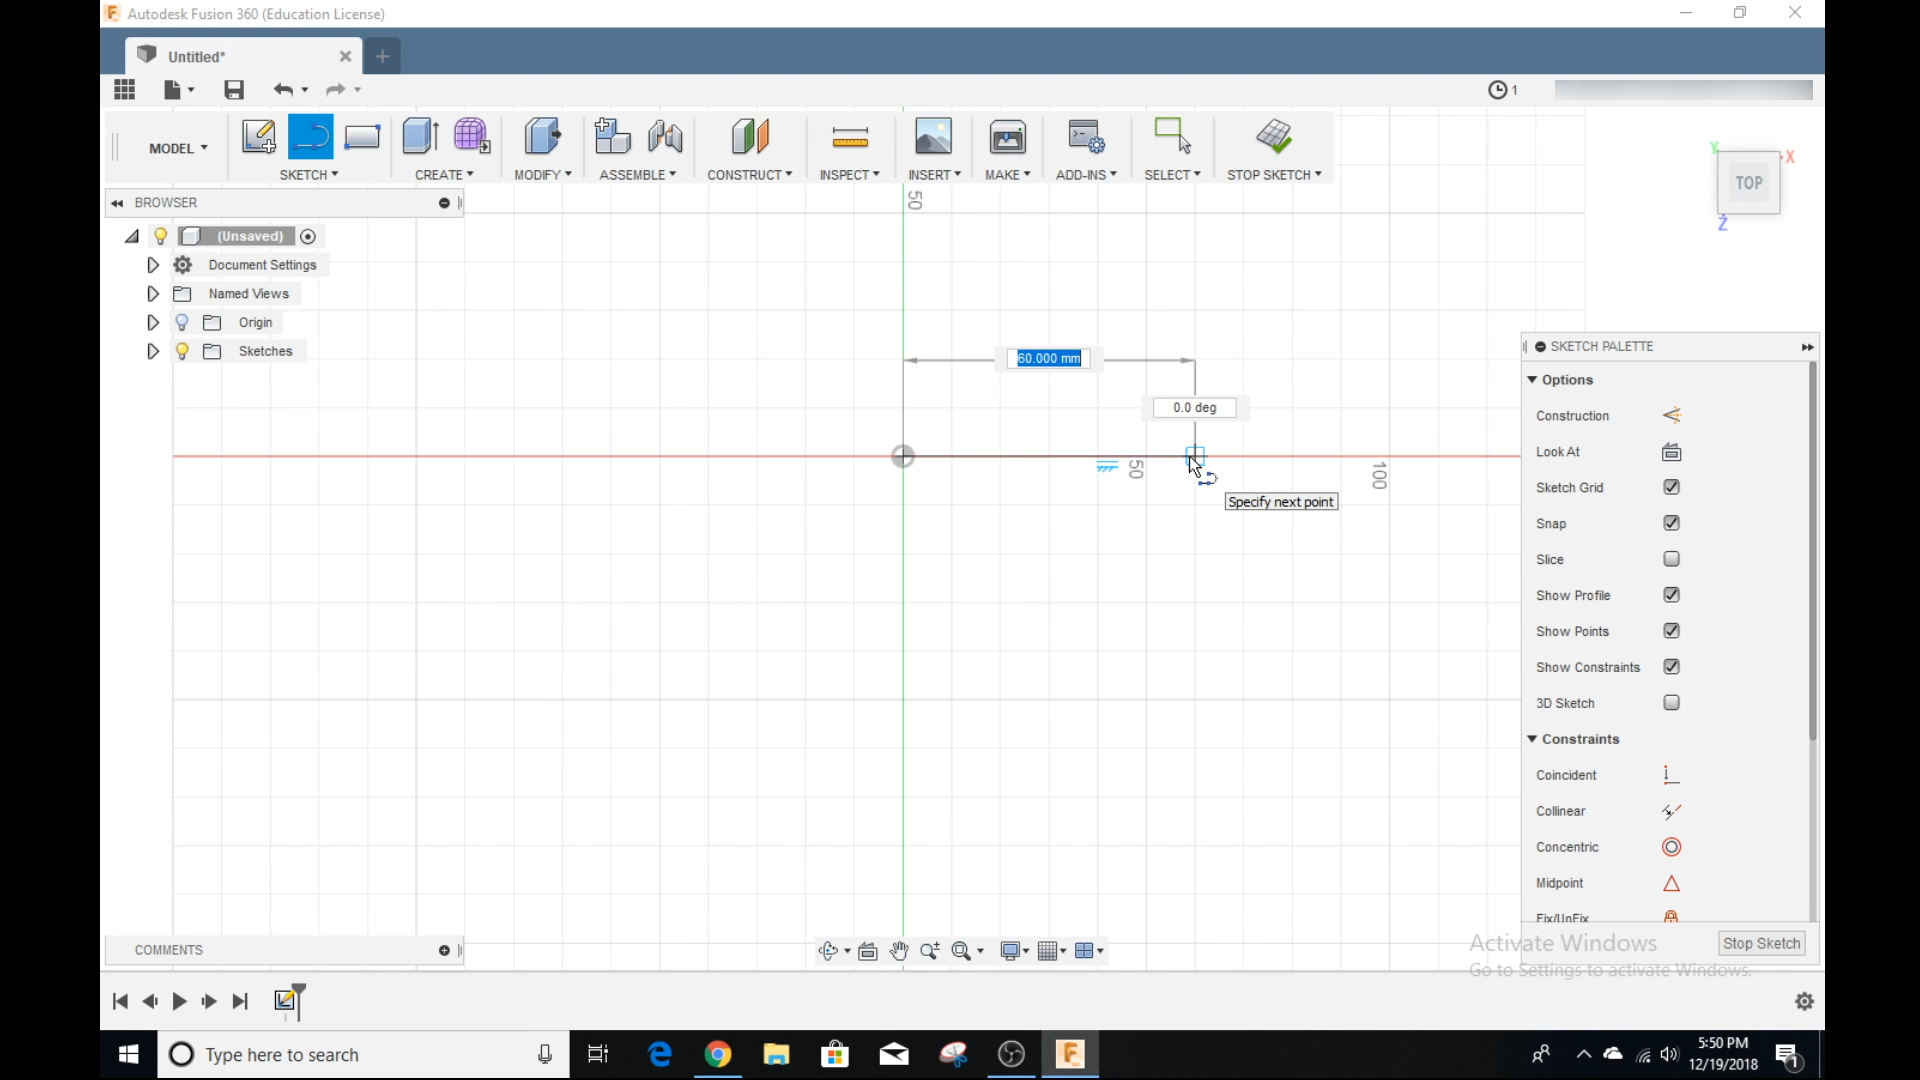 Autodesk Fusion 360 (Education License)
Untitled*
1
MODEL
SKETCH
CREATE
MODIFY
ASSEMBLE
CONSTRUCT
INSPECT
INSERT
MAKE
ADD-INS
SELECT
STOP SKETCH
Y
X
TOP
Z
BROWSER
50
(Unsaved)
Document Settings
Named Views
Origin
Sketches
60.000 mm
0.0 deg
50
100
Specify next point
SKETCH PALETTE
Options
Construction
Look At
Sketch Grid
Snap
Slice
Show Profile
Show Points
Show Constraints
3D Sketch
Constraints
Coincident
Collinear
Concentric
Midpoint
Fix/UnFix
Activate Windows
Go to Settings to activate Windows.
Stop Sketch
COMMENTS
Type here to search
5:50 PM
12/19/2018
1